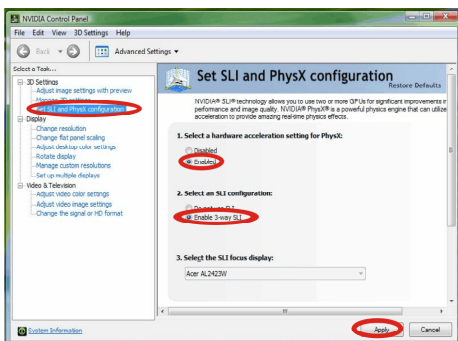 NVIDIA Control Panel
File Edit View 3D Settings Help
Back Advanced Settings
Select a Task...
3D Settings
Adjust image settings with preview
Manage 3D settings
Set SLI and PhysX configuration
Display
Change resolution
Change flat panel scaling
Adjust desktop color settings
Rotate display
Manage custom resolutions
Set up multiple displays
Video & Television
Adjust video color settings
Adjust video image settings
Change the signal or HD format
System Information
Set SLI and PhysX configuration
Restore Defaults
NVIDIA® SLI® technology allows you to use two or more GPUs for significant improvements in
performance and image quality. NVIDIA® PhysX® is a powerful physics engine that can utilize
acceleration to provide amazing real-time physics effects.
1. Select a hardware acceleration setting for PhysX:
Disabled
Enabled
2. Select an SLI configuration:
Do not use SLI
Enable 3-way SLI
3. Select the SLI focus display:
Acer AL2423W
Apply Cancel